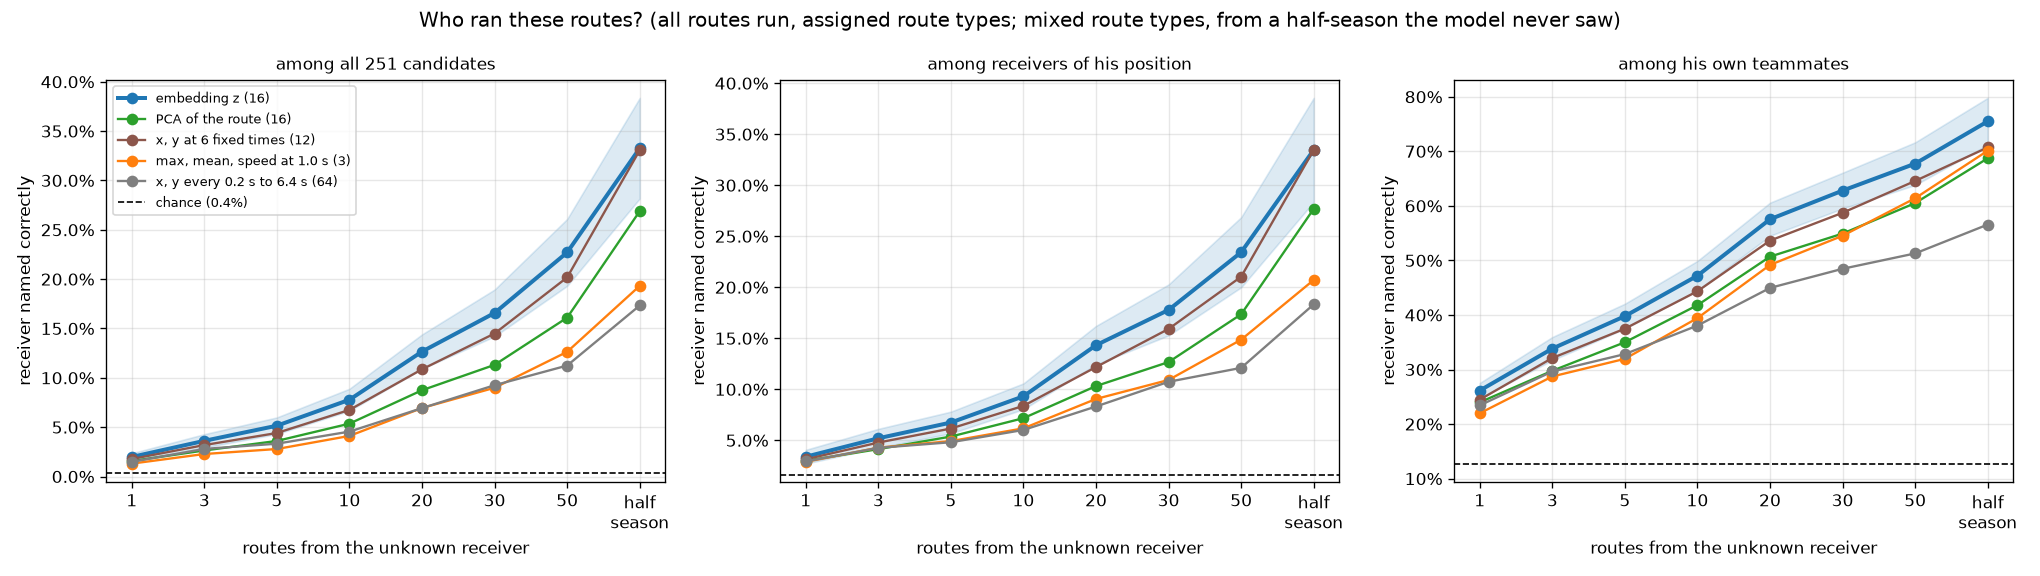 Who ran these routes? (all routes run, assigned route types; mixed route types, from a half-season the model never saw)
among all 251 candidates
receiver named correctly
40.0%
35.0%
30.0%
25.0%
20.0%
15.0%
10.0%
5.0%
0.0%
embedding z (16)
PCA of the route (16)
x, y at 6 fixed times (12)
max, mean, speed at 1.0 s (3)
x, y every 0.2 s to 6.4 s (64)
chance (0.4%)
1 3 5 10 20 30 50 half
season
routes from the unknown receiver
among receivers of his position
receiver named correctly
40.0%
35.0%
30.0%
25.0%
20.0%
15.0%
10.0%
5.0%
1 3 5 10 20 30 50 half
season
routes from the unknown receiver
among his own teammates
receiver named correctly
80%
70%
60%
50%
40%
30%
20%
10%
1 3 5 10 20 30 50 half
season
routes from the unknown receiver